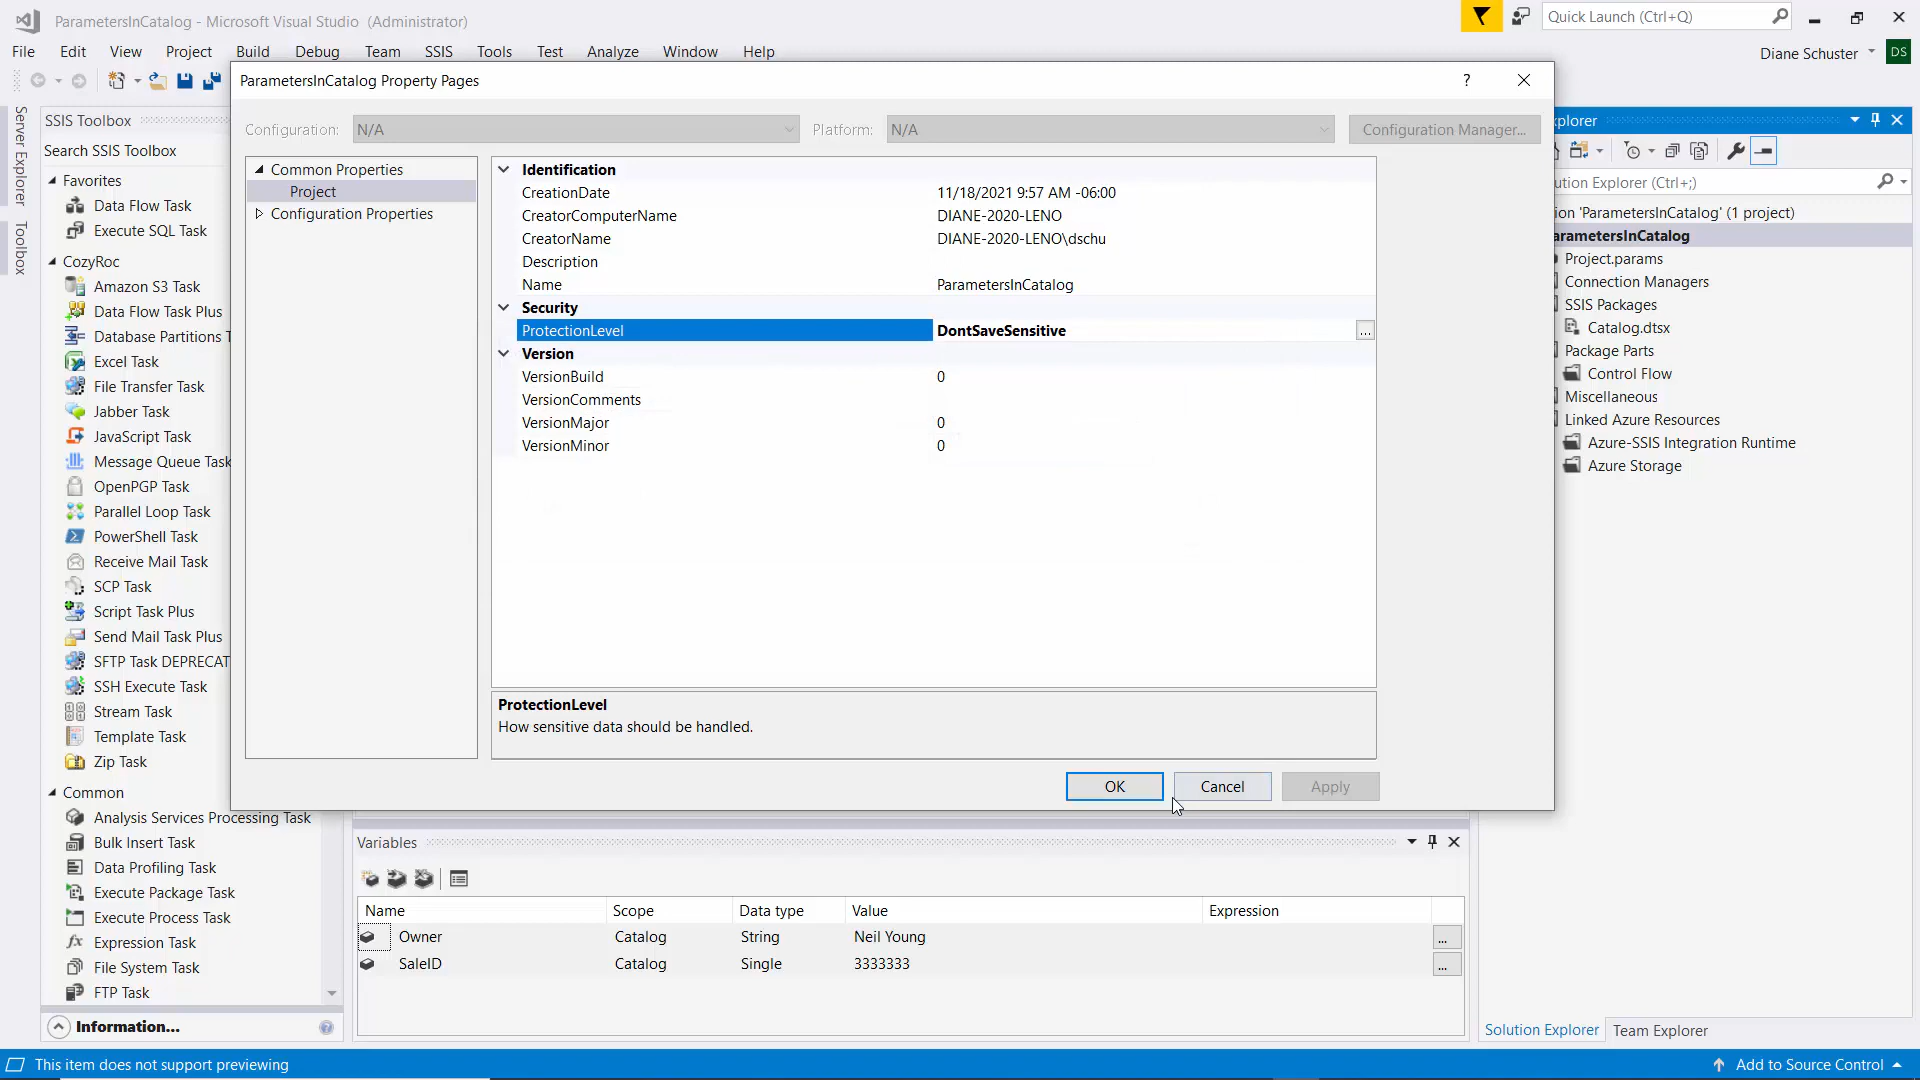 ParametersInCatalog - Microsoft Visual Studio (Administrator)
Quick Launch (Ctrl+Q)
File Edit View Project Build Debug Team SSIS Tools Test Analyze Window Help
Diane Schuster
DS
ParametersInCatalog Property Pages
?
Configuration: N/A
Platform: N/A
Configuration Manager...
Common Properties
Project
Configuration Properties
Identification
CreationDate 11/18/2021 9:57 AM -06:00
CreatorComputerName DIANE-2020-LENO
CreatorName DIANE-2020-LENO\dschu
Description
Name ParametersInCatalog
Security
ProtectionLevel DontSaveSensitive
...
Version
VersionBuild 0
VersionComments
VersionMajor 0
VersionMinor 0
ProtectionLevel
How sensitive data should be handled.
OK Cancel Apply
Server Explorer
Toolbox
SSIS Toolbox
Search SSIS Toolbox
Favorites
Data Flow Task
Execute SQL Task
CozyRoc
Amazon S3 Task
Data Flow Task Plus
Database Partitions T
Excel Task
File Transfer Task
Jabber Task
JavaScript Task
Message Queue Task
OpenPGP Task
Parallel Loop Task
PowerShell Task
Receive Mail Task
SCP Task
Script Task Plus
Send Mail Task Plus
SFTP Task DEPRECAT
SSH Execute Task
Stream Task
Template Task
Zip Task
Common
Analysis Services Processing Task
Bulk Insert Task
Data Profiling Task
Execute Package Task
Execute Process Task
Expression Task
File System Task
FTP Task
Information...
Variables
Name Scope Data type Value Expression
Owner Catalog String Neil Young ...
SaleID Catalog Single 3333333 ...
xplorer
ution Explorer (Ctrl+;)
ion 'ParametersInCatalog' (1 project)
arametersInCatalog
Project.params
Connection Managers
SSIS Packages
Catalog.dtsx
Package Parts
Control Flow
Miscellaneous
Linked Azure Resources
Azure-SSIS Integration Runtime
Azure Storage
Solution Explorer Team Explorer
This item does not support previewing
Add to Source Control